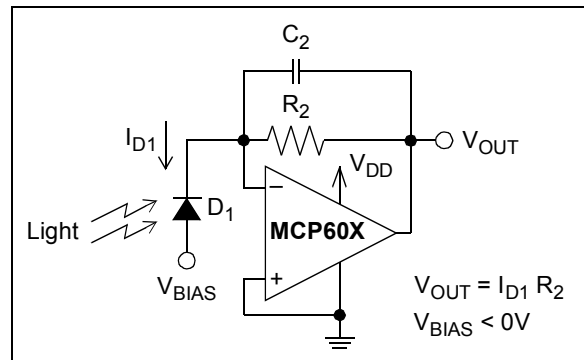 C2
R2
ID1
VOUT
VDD
−
D1
MCP60X
Light
+
VBIAS
VOUT = ID1 R2
VBIAS < 0V